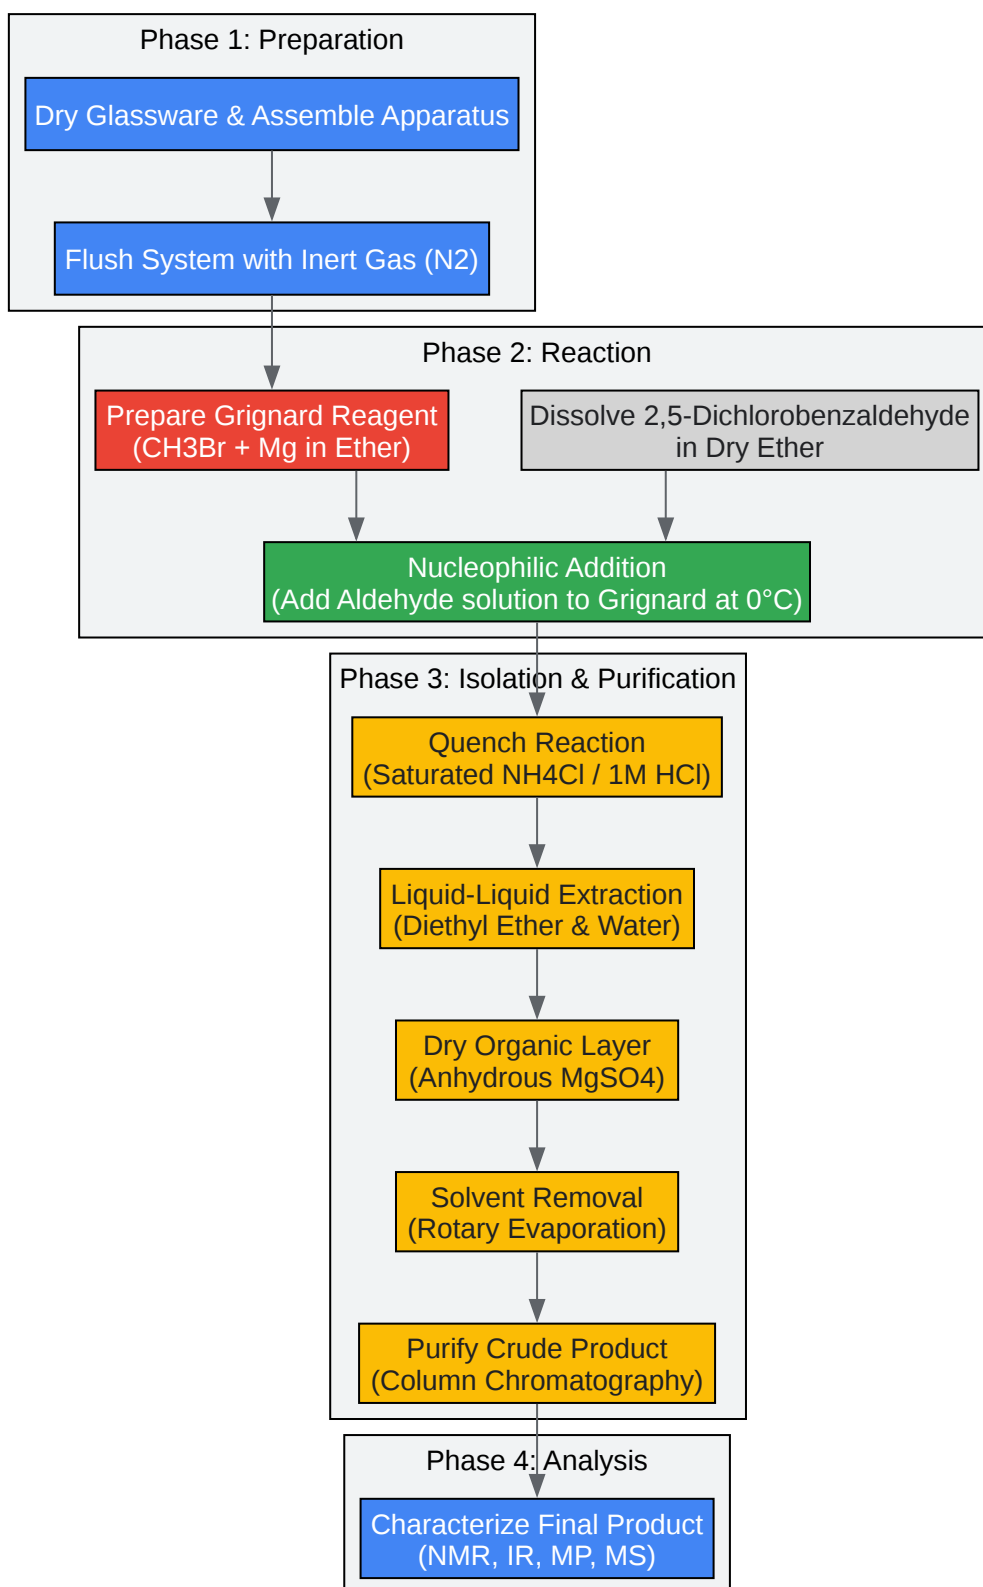 Phase 1: Preparation
Dry Glassware & Assemble Apparatus
Flush System with Inert Gas (N2)
Phase 2: Reaction
Prepare Grignard Reagent
(CH3Br + Mg in Ether)
Dissolve 2,5-Dichlorobenzaldehyde
in Dry Ether
Nucleophilic Addition
(Add Aldehyde solution to Grignard at 0°C)
Phase 3: Isolation & Purification
Quench Reaction
(Saturated NH4Cl / 1M HCl)
Liquid-Liquid Extraction
(Diethyl Ether & Water)
Dry Organic Layer
(Anhydrous MgSO4)
Solvent Removal
(Rotary Evaporation)
Purify Crude Product
(Column Chromatography)
Phase 4: Analysis
Characterize Final Product
(NMR, IR, MP, MS)